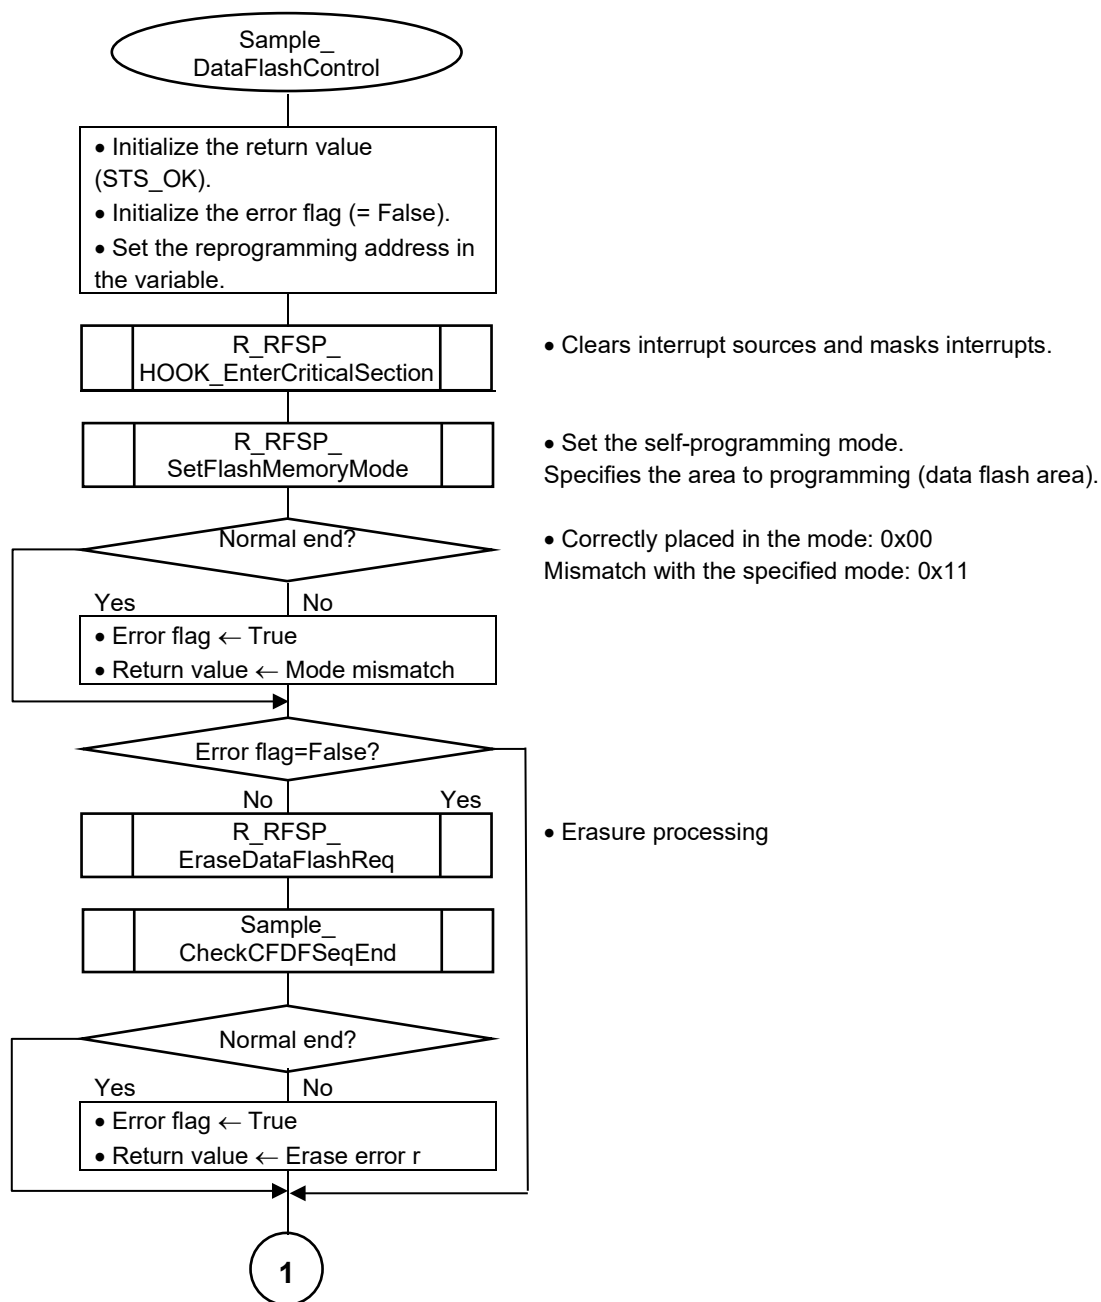 Sample_
DataFlashControl
• Initialize the return value
(STS_OK).
• Initialize the error flag (= False).
• Set the reprogramming address in
the variable.
R_RFSP_
HOOK_EnterCriticalSection
• Clears interrupt sources and masks interrupts.
R_RFSP_
SetFlashMemoryMode
• Set the self-programming mode.
Specifies the area to programming (data flash area).
Normal end?
• Correctly placed in the mode: 0x00
Mismatch with the specified mode: 0x11
Yes No
• Error flag ← True
• Return value ← Mode mismatch
Error flag=False?
No Yes
R_RFSP_
EraseDataFlashReq
• Erasure processing
Sample_
CheckCFDFSeqEnd
Normal end?
Yes No
• Error flag ← True
• Return value ← Erase error r
1